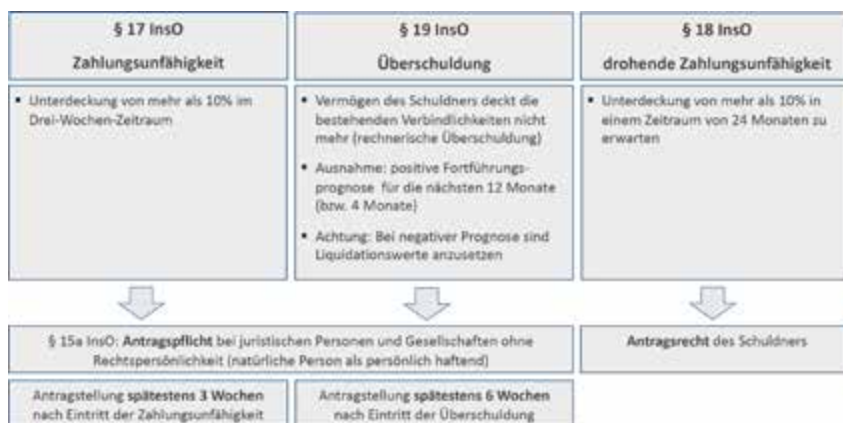 § 17 InsO
Zahlungsunfähigkeit
▪ Unterdeckung von mehr als 10% im
Drei-Wochen-Zeitraum
§ 19 InsO
Überschuldung
▪ Vermögen des Schuldners deckt die
bestehenden Verbindlichkeiten nicht
mehr (rechnerische Überschuldung)
▪ Ausnahme: positive Fortführungs-
prognose für die nächsten 12 Monate
(bzw. 4 Monate)
▪ Achtung: Bei negativer Prognose sind
Liquidationswerte anzusetzen
§ 18 InsO
drohende Zahlungsunfähigkeit
▪ Unterdeckung von mehr als 10% in
einem Zeitraum von 24 Monaten zu
erwarten
§ 15a InsO: Antragspflicht bei juristischen Personen und Gesellschaften ohne
Rechtspersönlichkeit (natürliche Person als persönlich haftend)
Antragsrecht des Schuldners
Antragstellung spätestens 3 Wochen
nach Eintritt der Zahlungsunfähigkeit
Antragstellung spätestens 6 Wochen
nach Eintritt der Überschuldung